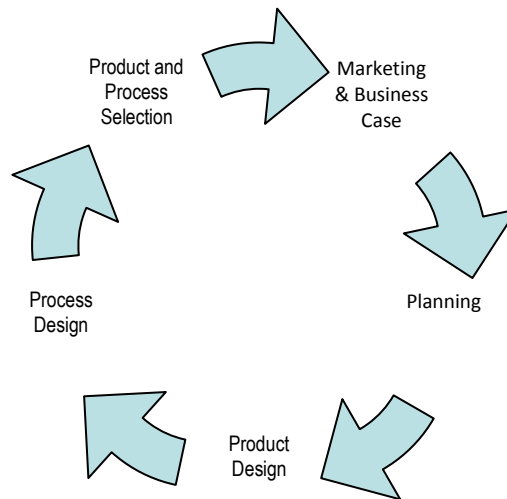 Product and
Process
Selection
Marketing
& Business
Case
Planning
Product
Design
Process
Design